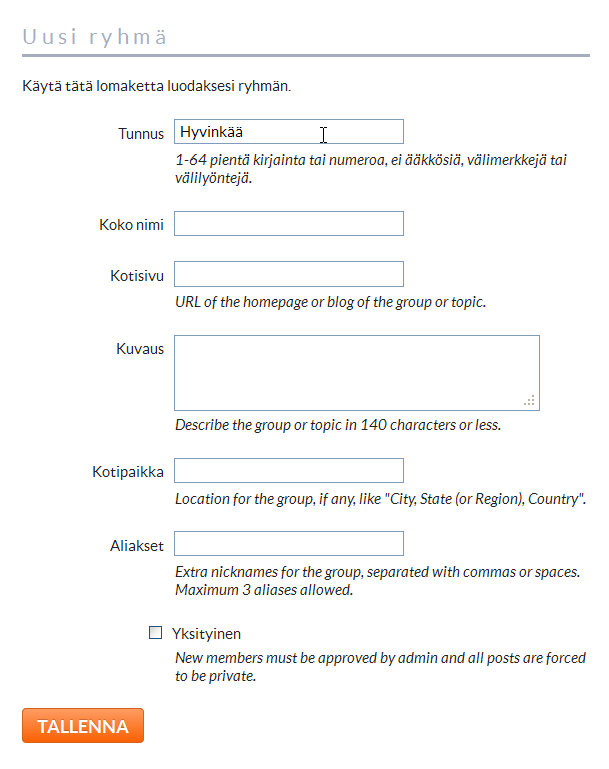 Uusi ryhmä
Käytä tätä lomaketta luodaksesi ryhmän.
Tunnus Hyvinkää
1-64 pientä kirjainta tai numeroa, ei ääkkösiä, välimerkkejä tai
välilyöntejä.
Koko nimi
Kotisivu
URL of the homepage or blog of the group or topic.
Kuvaus
Describe the group or topic in 140 characters or less.
Kotipaikka
Location for the group, if any, like "City, State (or Region), Country".
Aliakset
Extra nicknames for the group, separated with commas or spaces.
Maximum 3 aliases allowed.
Yksityinen
New members must be approved by admin and all posts are forced
to be private.
TALLENNA